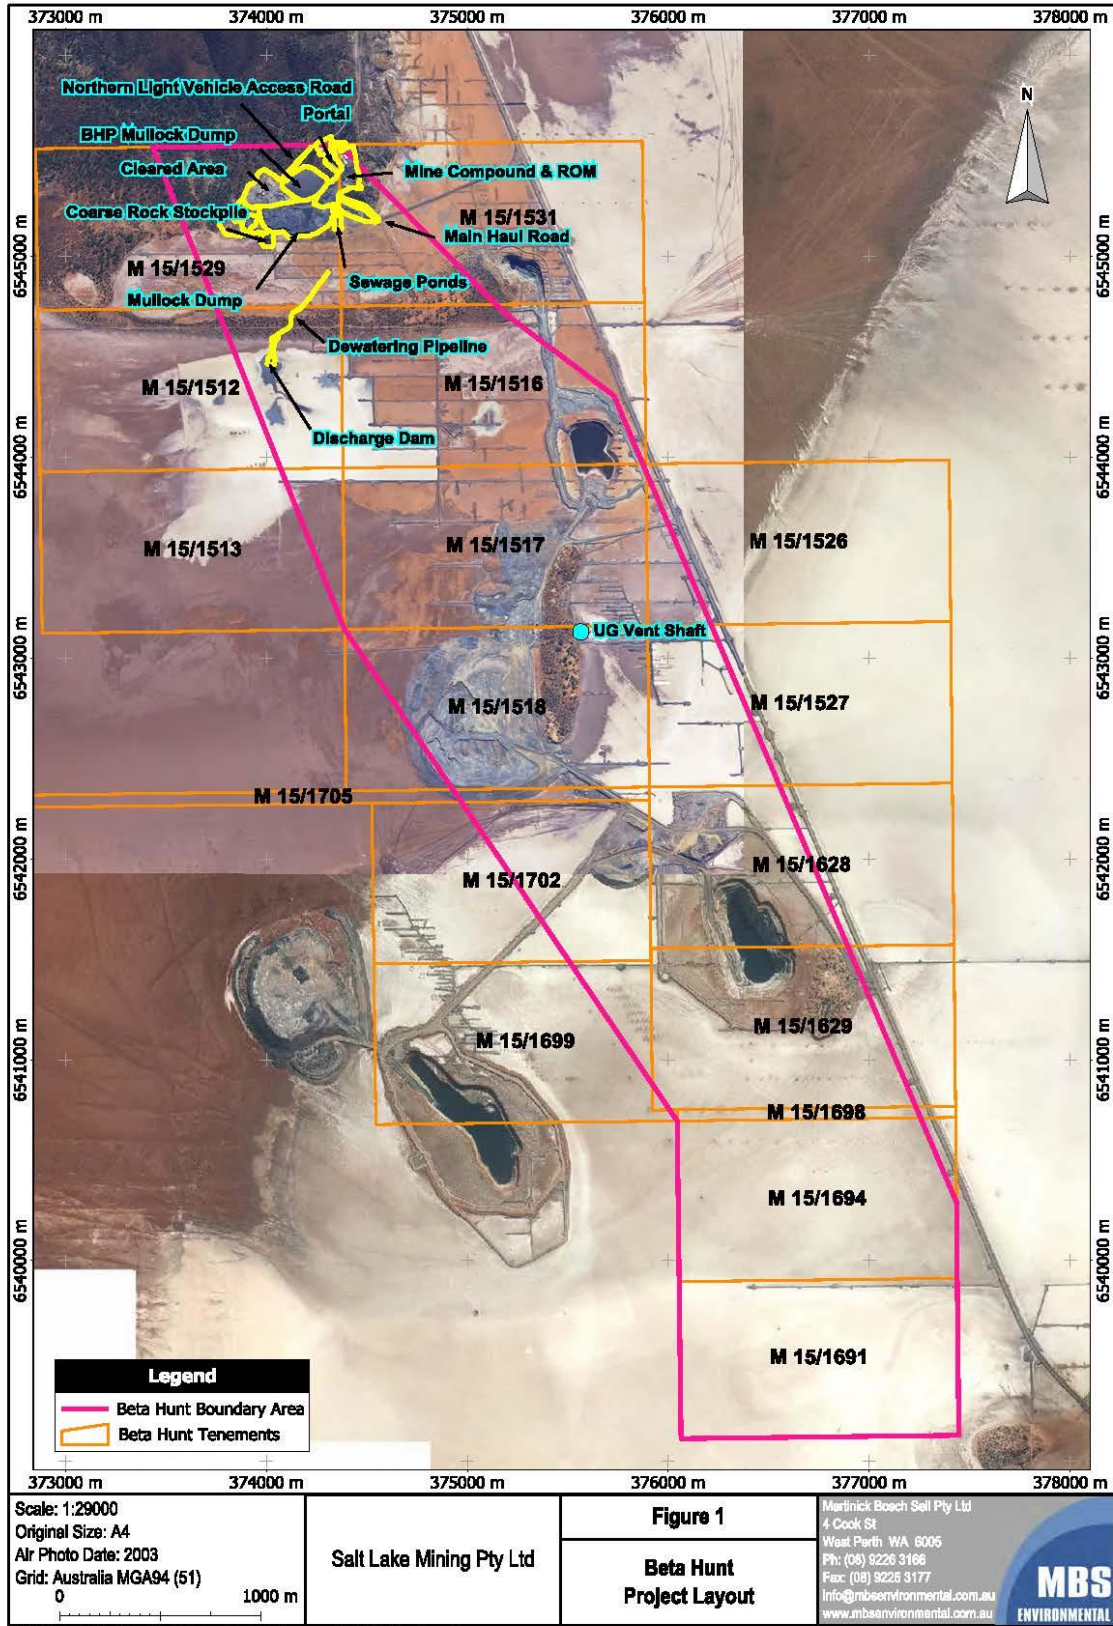 373000 m 374000 m 375000 m 376000 m 377000 m 378000 m
Northern Light Vehicle Access Road
Portal
N
BHP Mullock Dump
Cleared Area
Mine Compound & ROM
Coarse Rock Stockpile
M 15/1531
Main Haul Road
6545000 m
6545000 m
M 15/1529
Sewage Ponds
Mullock Dump
Dewatering Pipeline
M 15/1512
M 15/1516
Discharge Dam
6544000 m
6544000 m
M 15/1513
M 15/1517
M 15/1526
UG Vent Shaft
6543000 m
6543000 m
M 15/1518
M 15/1527
M 15/1705
6542000 m
6542000 m
M 15/1702
M 15/1628
M 15/1699
M 15/1629
6541000 m
6541000 m
M 15/1698
M 15/1694
6540000 m
6540000 m
M 15/1691
Legend
Beta Hunt Boundary Area
Beta Hunt Tenements
373000 m 374000 m 375000 m 376000 m 377000 m 378000 m
Scale: 1:29000
Original Size: A4
Air Photo Date: 2003
Grid: Australia MGA94 (51)
0 1000 m
Salt Lake Mining Pty Ltd
Figure 1
Beta Hunt
Project Layout
Martinick Bosch Sell Pty Ltd
4 Cook St
West Perth WA 6005
Ph: (08) 9226 3166
Fax: (08) 9226 3177
info@mbsenvironmental.com.au
www.mbsenvironmental.com.au
MBS
ENVIRONMENTAL